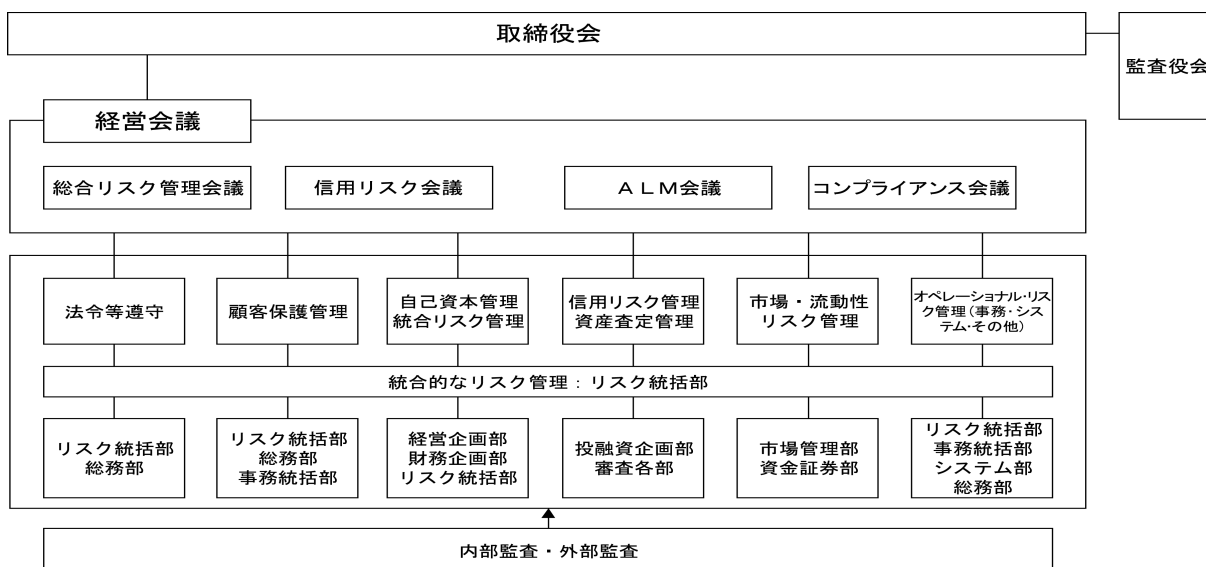 取締役会
監査役会
経営会議
総合リスク管理会議
信用リスク会議
ALM会議
コンプライアンス会議
法令等遵守
顧客保護管理
自己資本管理
統合リスク管理
信用リスク管理
資産査定管理
市場・流動性
リスク管理
オペレーショナル・リス
ク管理(事務・シス
テム・その他)
統合的なリスク管理:リスク統括部
リスク統括部
総務部
リスク統括部
総務部
事務統括部
経営企画部
財務企画部
リスク統括部
投融資企画部
審査各部
市場管理部
資金証券部
リスク統括部
事務統括部
システム部
総務部
内部監査・外部監査